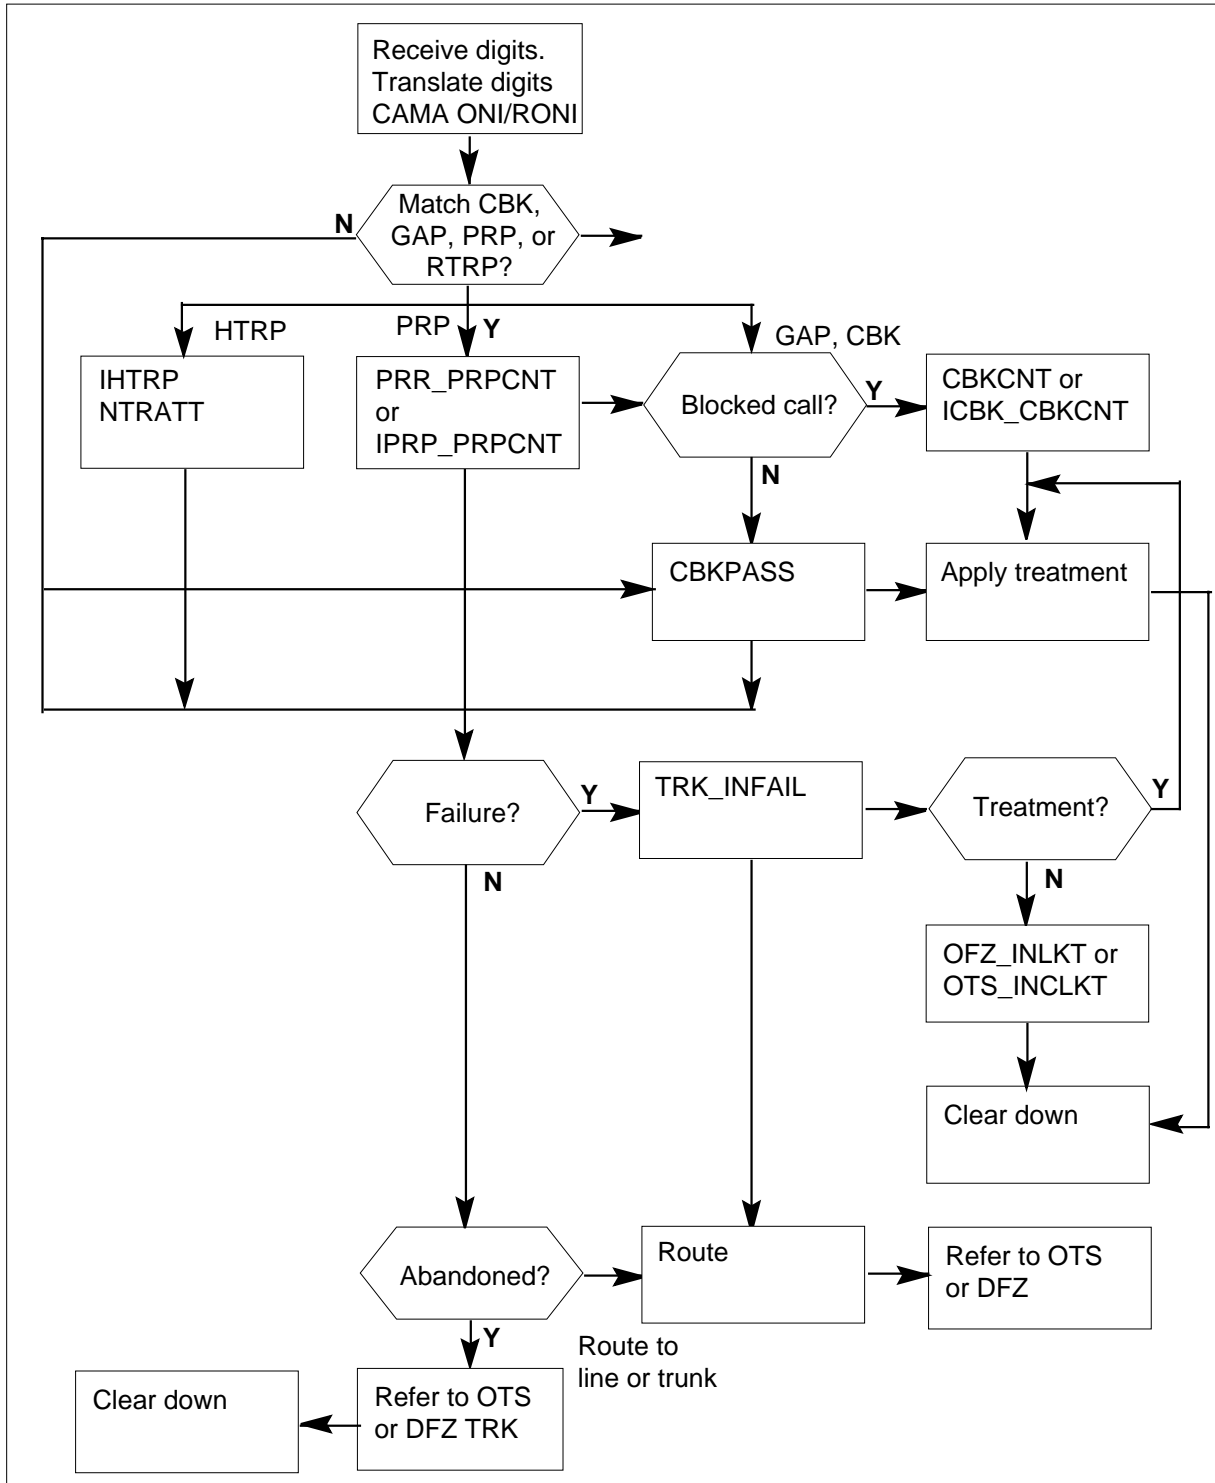 Receive digits.
Translate digits
CAMA ONI/RONI
N
Match CBK,
GAP, PRP, or
RTRP?
HTRP
PRP
Y
GAP, CBK
IHTRP
NTRATT
PRR_PRPCNT
or
IPRP_PRPCNT
Blocked call?
Y
CBKCNT or
ICBK_CBKCNT
N
CBKPASS
Apply treatment
Failure?
Y
TRK_INFAIL
Treatment?
Y
N
N
OFZ_INLKT or
OTS_INCLKT
Clear down
Abandoned?
Route
Refer to OTS
or DFZ
Y
Route to
line or trunk
Clear down
Refer to OTS
or DFZ TRK